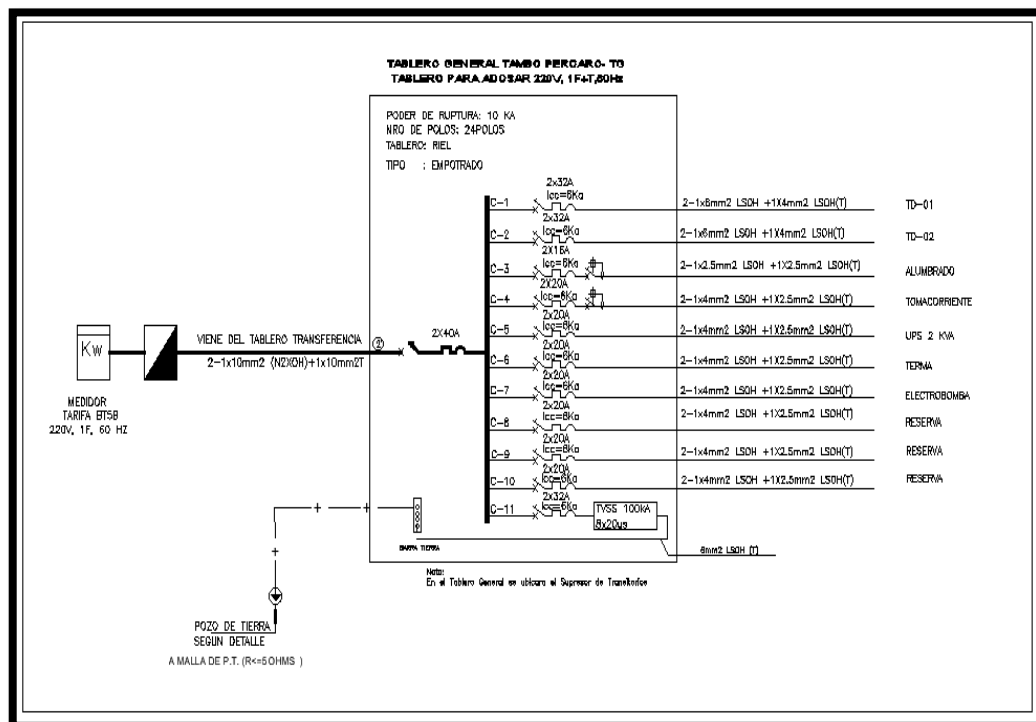 TABLERO GENERAL TAMBO PERCARO- TG
TABLERO PARA ADOSAR 220V, 1F+T,60Hz
PODER DE RUPTURA: 10 KA
NRO DE POLOS: 24POLOS
TABLERO: RIEL
TIPO : EMPOTRADO
2x32A
Icc=6Ka
C-1
2-1x6mm2 LSOH +1X4mm2 LSOH(T)
TD-01
2x32A
Icc=6Ka
C-2
2-1x6mm2 LSOH +1X4mm2 LSOH(T)
TD-02
2X16A
Icc=6Ka
C-3
2-1x2.5mm2 LSOH +1X2.5mm2 LSOH(T)
ALUMBRADO
2X20A
Icc=6Ka
C-4
2-1x4mm2 LSOH +1X2.5mm2 LSOH(T)
TOMACORRIENTE
2x20A
Icc=6Ka
C-5
2-1x4mm2 LSOH +1X2.5mm2 LSOH(T)
UPS 2 KVA
2x20A
Icc=6Ka
C-6
2-1x4mm2 LSOH +1X2.5mm2 LSOH(T)
TERMA
2x20A
Icc=6Ka
C-7
2-1x4mm2 LSOH +1X2.5mm2 LSOH(T)
ELECTROBOMBA
2x20A
Icc=6Ka
C-8
2-1x4mm2 LSOH +1X2.5mm2 LSOH(T)
RESERVA
2x20A
Icc=6Ka
C-9
2-1x4mm2 LSOH +1X2.5mm2 LSOH(T)
RESERVA
2x20A
Icc=6Ka
C-10
2-1x4mm2 LSOH +1X2.5mm2 LSOH(T)
RESERVA
2x32A
Icc=6Ka
C-11
TVSS 100kA
8x20us
6mm2 LSOH (T)
Kw
VIENE DEL TABLERO TRANSFERENCIA
2-1x10mm2 (N2XOH)+1x10mm2T
2
2X40A
MEDIDOR
TARIFA BT5B
220V, 1F, 60 HZ
BARRA TIERRA
Nota:
En el Tablero General se ubicara el Supresor de Transitorios
POZO DE TIERRA
SEGUN DETALLE
A MALLA DE P.T. (R<=5 OHMS )